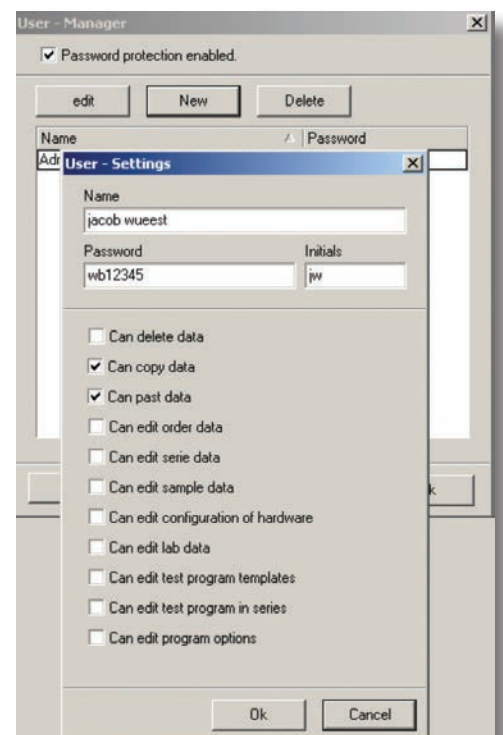 User - Manager
Password protection enabled.
edit New Delete
Name Password
User - Settings
Name
jacob wueest
Password Initials
wb12345 jw
Can delete data
Can copy data
Can past data
Can edit order data
Can edit serie data
Can edit sample data
Can edit configuration of hardware
Can edit lab data
Can edit test program templates
Can edit test program in series
Can edit program options
Ok Cancel